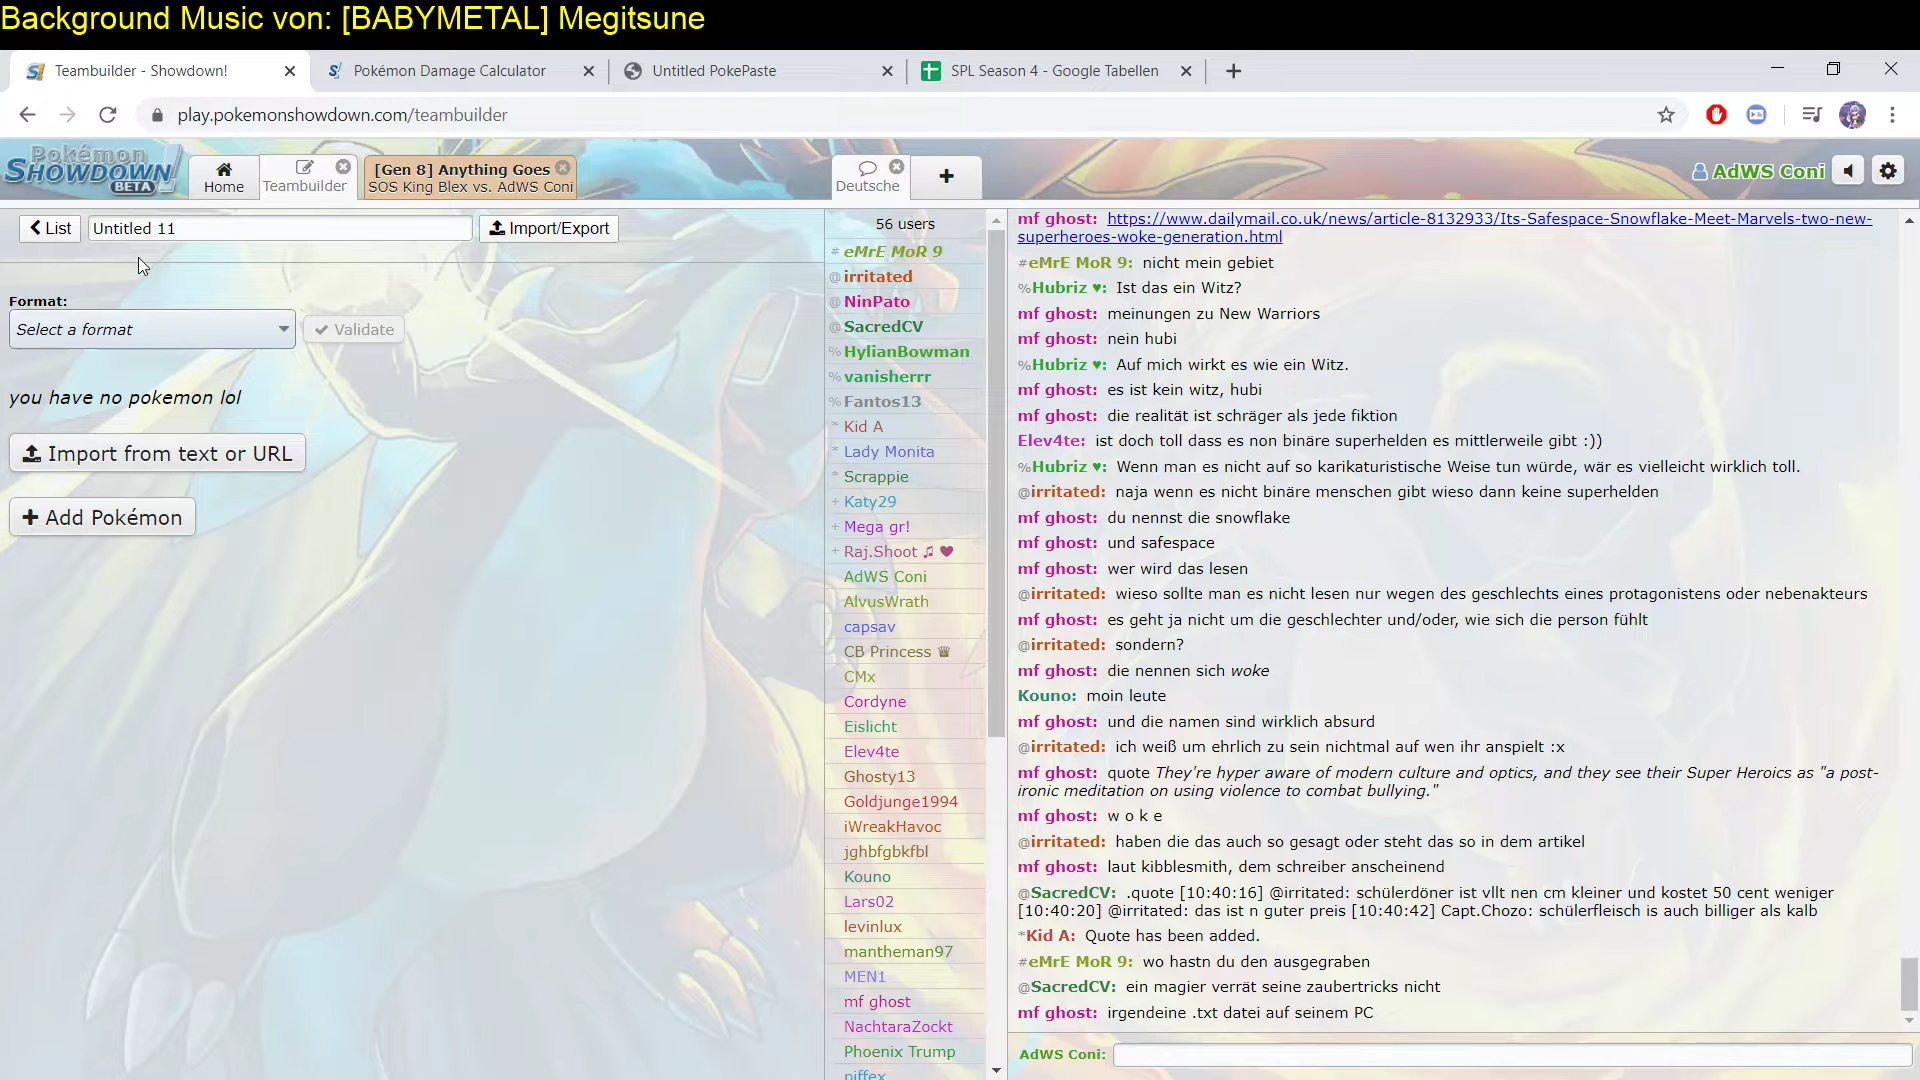 Background Music von: [BABYMETAL] Megitsune
Teambuilder - Showdown!
Pokémon Damage Calculator
Untitled PokePaste
SPL Season 4 - Google Tabellen
play.pokemonshowdown.com/teambuilder
Pokémon
SHOWDOWN
BETA
Home
Teambuilder
[Gen 8] Anything Goes
SOS King Blex vs. AdWS Coni
Deutsche
AdWS Coni
List
Untitled 11
Import/Export
Format:
Select a format
Validate
you have no pokemon lol
Import from text or URL
Add Pokémon
56 users
# eMrE MoR 9
@ irritated
@ NinPato
@ SacredCV
% HylianBowman
% vanisherrr
% Fantos13
* Kid A
* Lady Monita
* Scrappie
+ Katy29
+ Mega gr!
+ Raj.Shoot ♫ ♥
AdWS Coni
AlvusWrath
capsav
CB Princess ♛
CMx
Cordyne
Eislicht
Elev4te
Ghosty13
Goldjunge1994
iWreakHavoc
jghbfgbkfbl
Kouno
Lars02
levinlux
mantheman97
MEN1
mf ghost
NachtaraZockt
Phoenix Trump
piffex
mf ghost: https://www.dailymail.co.uk/news/article-8132933/Its-Safespace-Snowflake-Meet-Marvels-two-new-
superheroes-woke-generation.html
#eMrE MoR 9: nicht mein gebiet
%Hubriz ♥: Ist das ein Witz?
mf ghost: meinungen zu New Warriors
mf ghost: nein hubi
%Hubriz ♥: Auf mich wirkt es wie ein Witz.
mf ghost: es ist kein witz, hubi
mf ghost: die realität ist schräger als jede fiktion
Elev4te: ist doch toll dass es non binäre superhelden es mittlerweile gibt :))
%Hubriz ♥: Wenn man es nicht auf so karikaturistische Weise tun würde, wär es vielleicht wirklich toll.
@irritated: naja wenn es nicht binäre menschen gibt wieso dann keine superhelden
mf ghost: du nennst die snowflake
mf ghost: und safespace
mf ghost: wer wird das lesen
@irritated: wieso sollte man es nicht lesen nur wegen des geschlechts eines protagonistens oder nebenakteurs
mf ghost: es geht ja nicht um die geschlechter und/oder, wie sich die person fühlt
@irritated: sondern?
mf ghost: die nennen sich woke
Kouno: moin leute
mf ghost: und die namen sind wirklich absurd
@irritated: ich weiß um ehrlich zu sein nichtmal auf wen ihr anspielt :x
mf ghost: quote They're hyper aware of modern culture and optics, and they see their Super Heroics as "a post-
ironic meditation on using violence to combat bullying."
mf ghost: w o k e
@irritated: haben die das auch so gesagt oder steht das so in dem artikel
mf ghost: laut kibblesmith, dem schreiber anscheinend
@SacredCV: .quote [10:40:16] @irritated: schülerdöner ist vllt nen cm kleiner und kostet 50 cent weniger
[10:40:20] @irritated: das ist n guter preis [10:40:42] Capt.Chozo: schülerfleisch is auch billiger als kalb
*Kid A: Quote has been added.
#eMrE MoR 9: wo hastn du den ausgegraben
@SacredCV: ein magier verrät seine zaubertricks nicht
mf ghost: irgendeine .txt datei auf seinem PC
AdWS Coni: